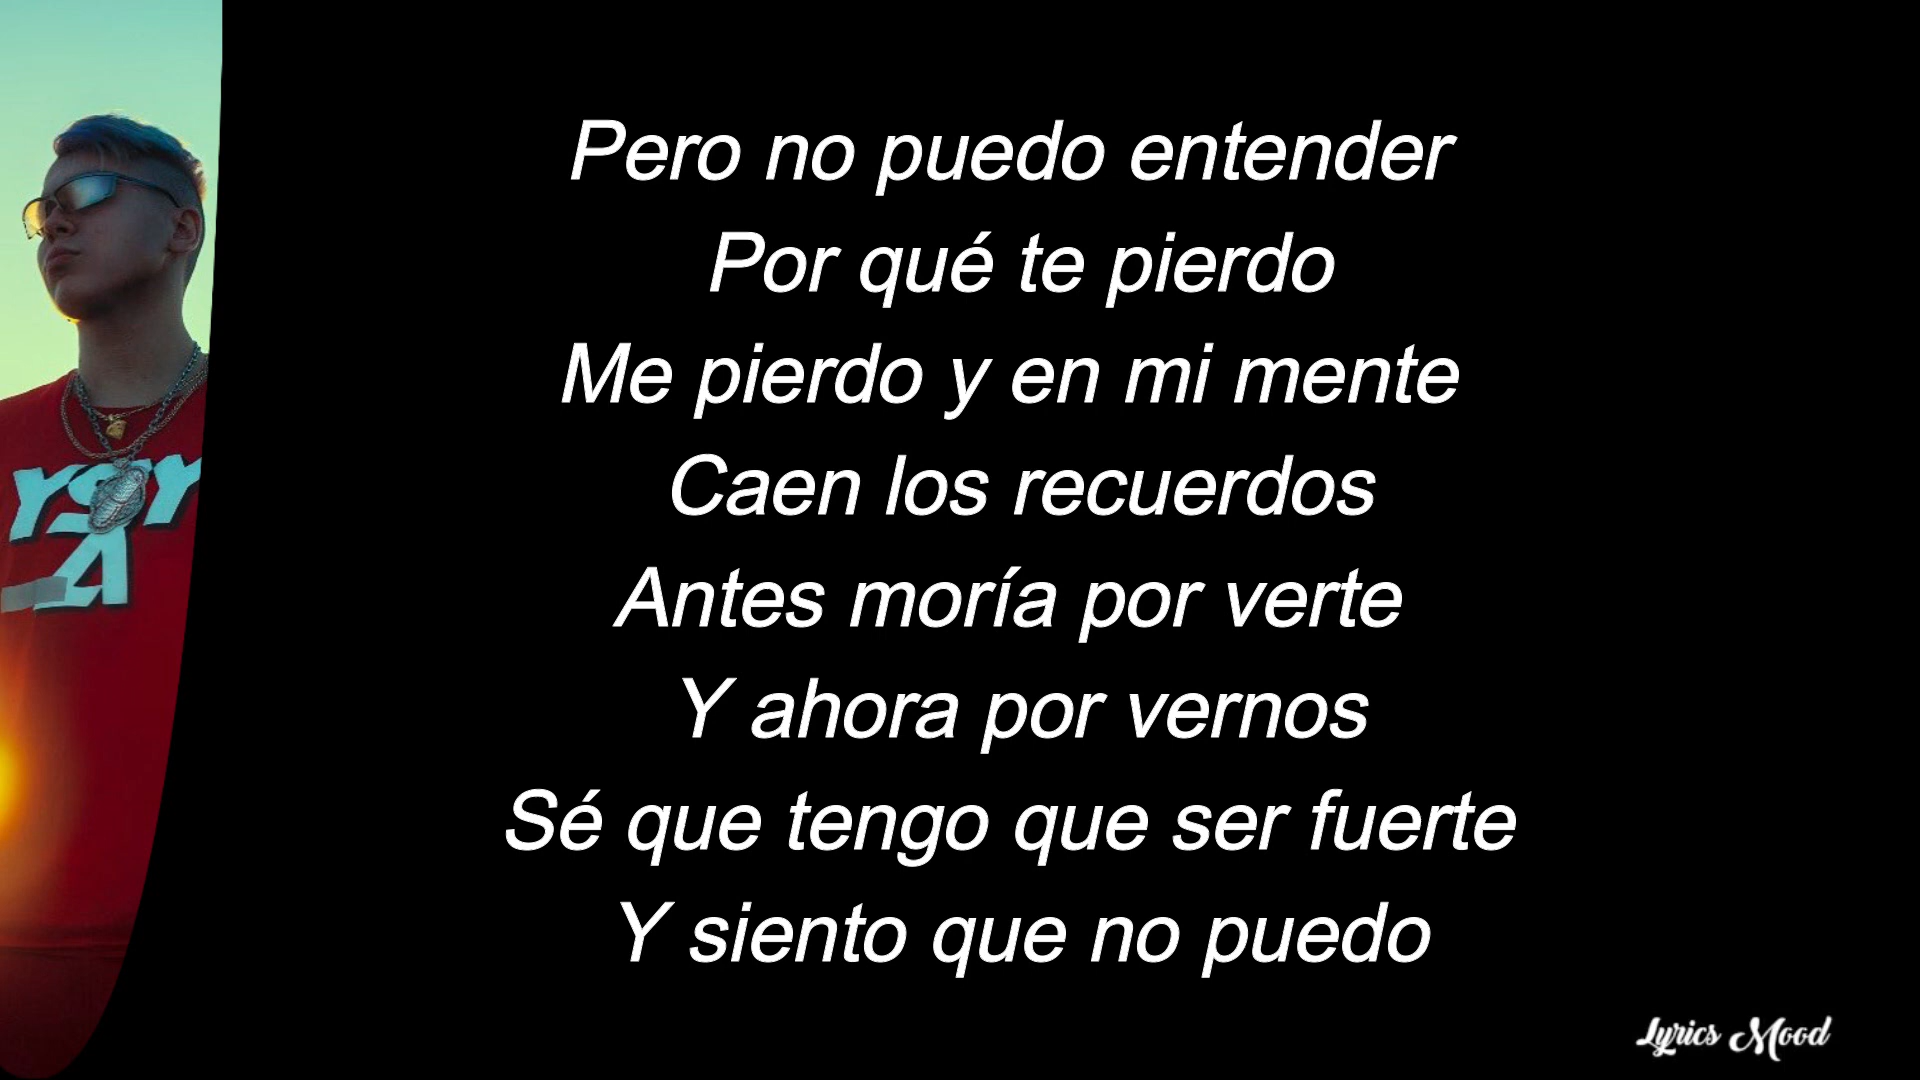 Pero no puedo entender
Por qué te pierdo
Me pierdo y en mi mente
Caen los recuerdos
Antes moría por verte
Y ahora por vernos
Sé que tengo que ser fuerte
Y siento que no puedo
YSY
A
Lyrics Mood